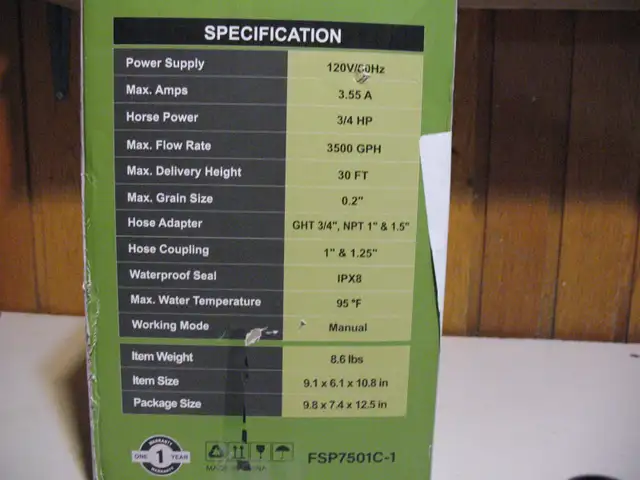 SPECIFICATION
Power Supply 120V/60Hz
Max. Amps 3.55 A
Horse Power 3/4 HP
Max. Flow Rate 3500 GPH
Max. Delivery Height 30 FT
Max. Grain Size 0.2"
Hose Adapter GHT 3/4", NPT 1" & 1.5"
Hose Coupling 1" & 1.25"
Waterproof Seal IPX8
Max. Water Temperature 95 °F
Working Mode Manual
Item Weight 8.6 lbs
Item Size 9.1 x 6.1 x 10.8 in
Package Size 9.8 x 7.4 x 12.5 in
WARRANTY
ONE 1 YEAR
WARRANTY
MADE
FSP7501C-1